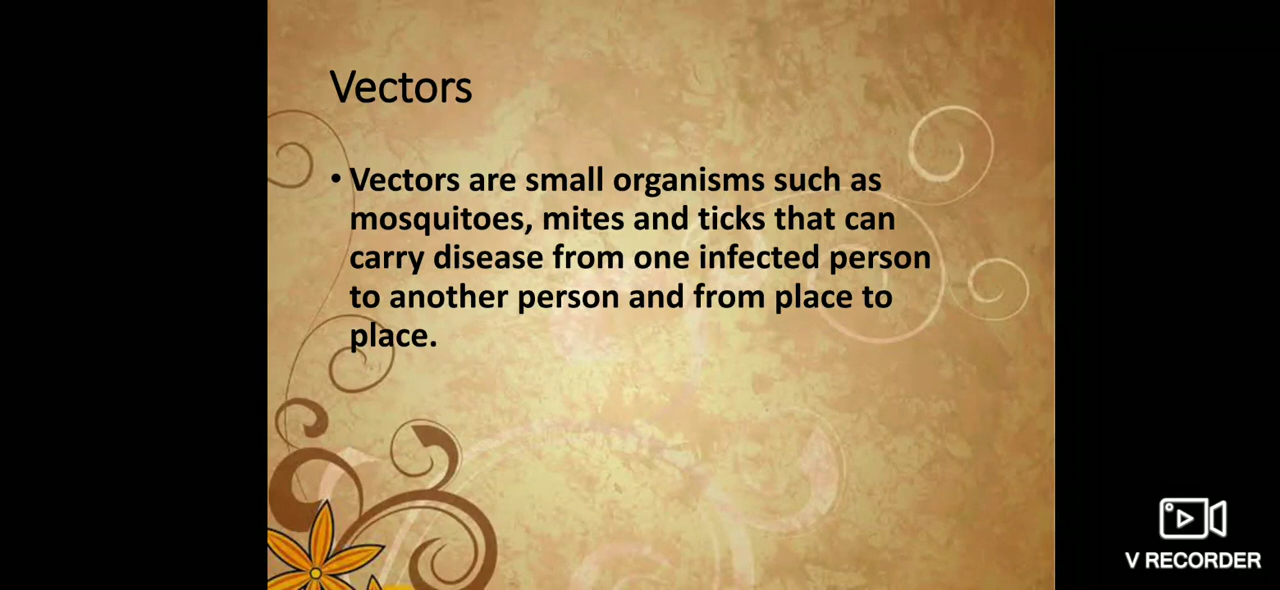 Vectors
• Vectors are small organisms such as
mosquitoes, mites and ticks that can
carry disease from one infected person
to another person and from place to
place.
V RECORDER